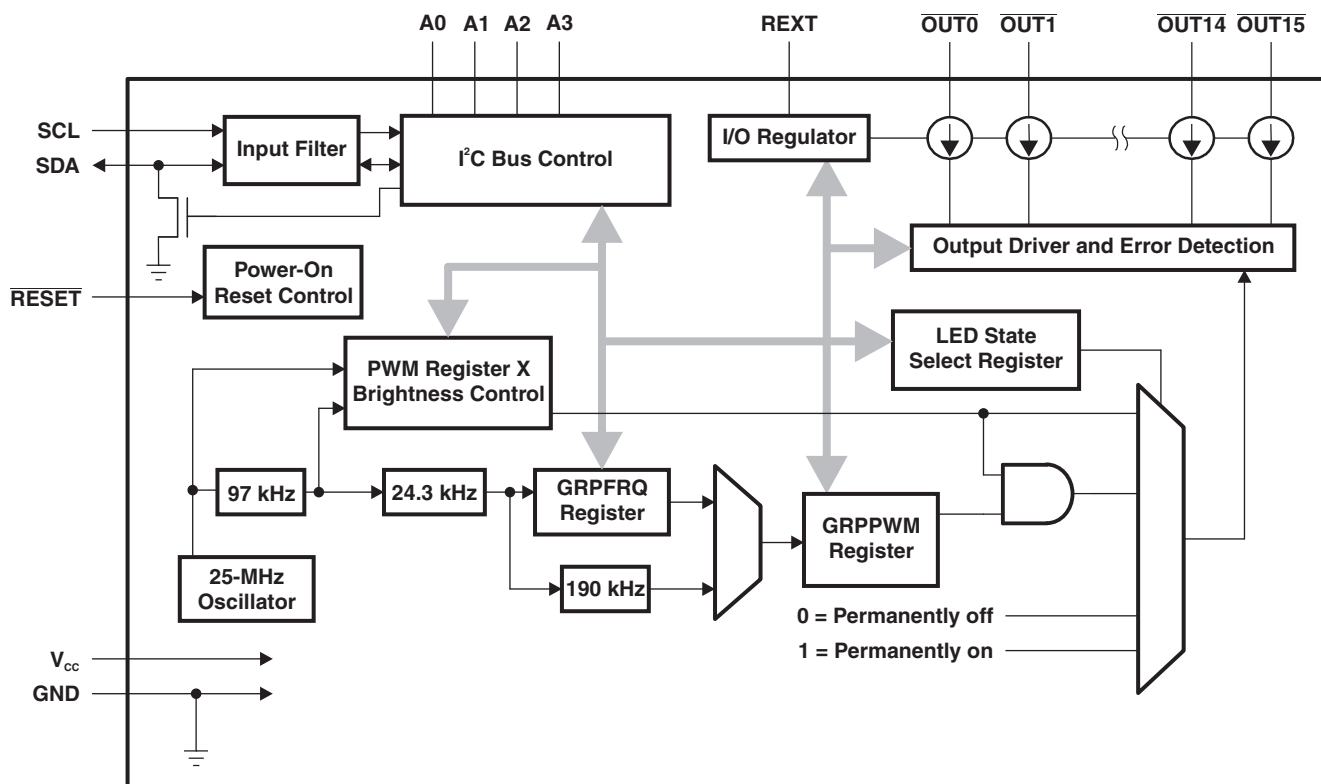 A0 A1 A2 A3 REXT OUT0 OUT1 OUT14 OUT15
SCL
SDA
Input Filter
I²C Bus Control
I/O Regulator
Output Driver and Error Detection
RESET
Power-On
Reset Control
PWM Register X
Brightness Control
LED State
Select Register
97 kHz
24.3 kHz
GRPFRQ
Register
GRPPWM
Register
25-MHz
Oscillator
190 kHz
0 = Permanently off
1 = Permanently on
VCC
GND